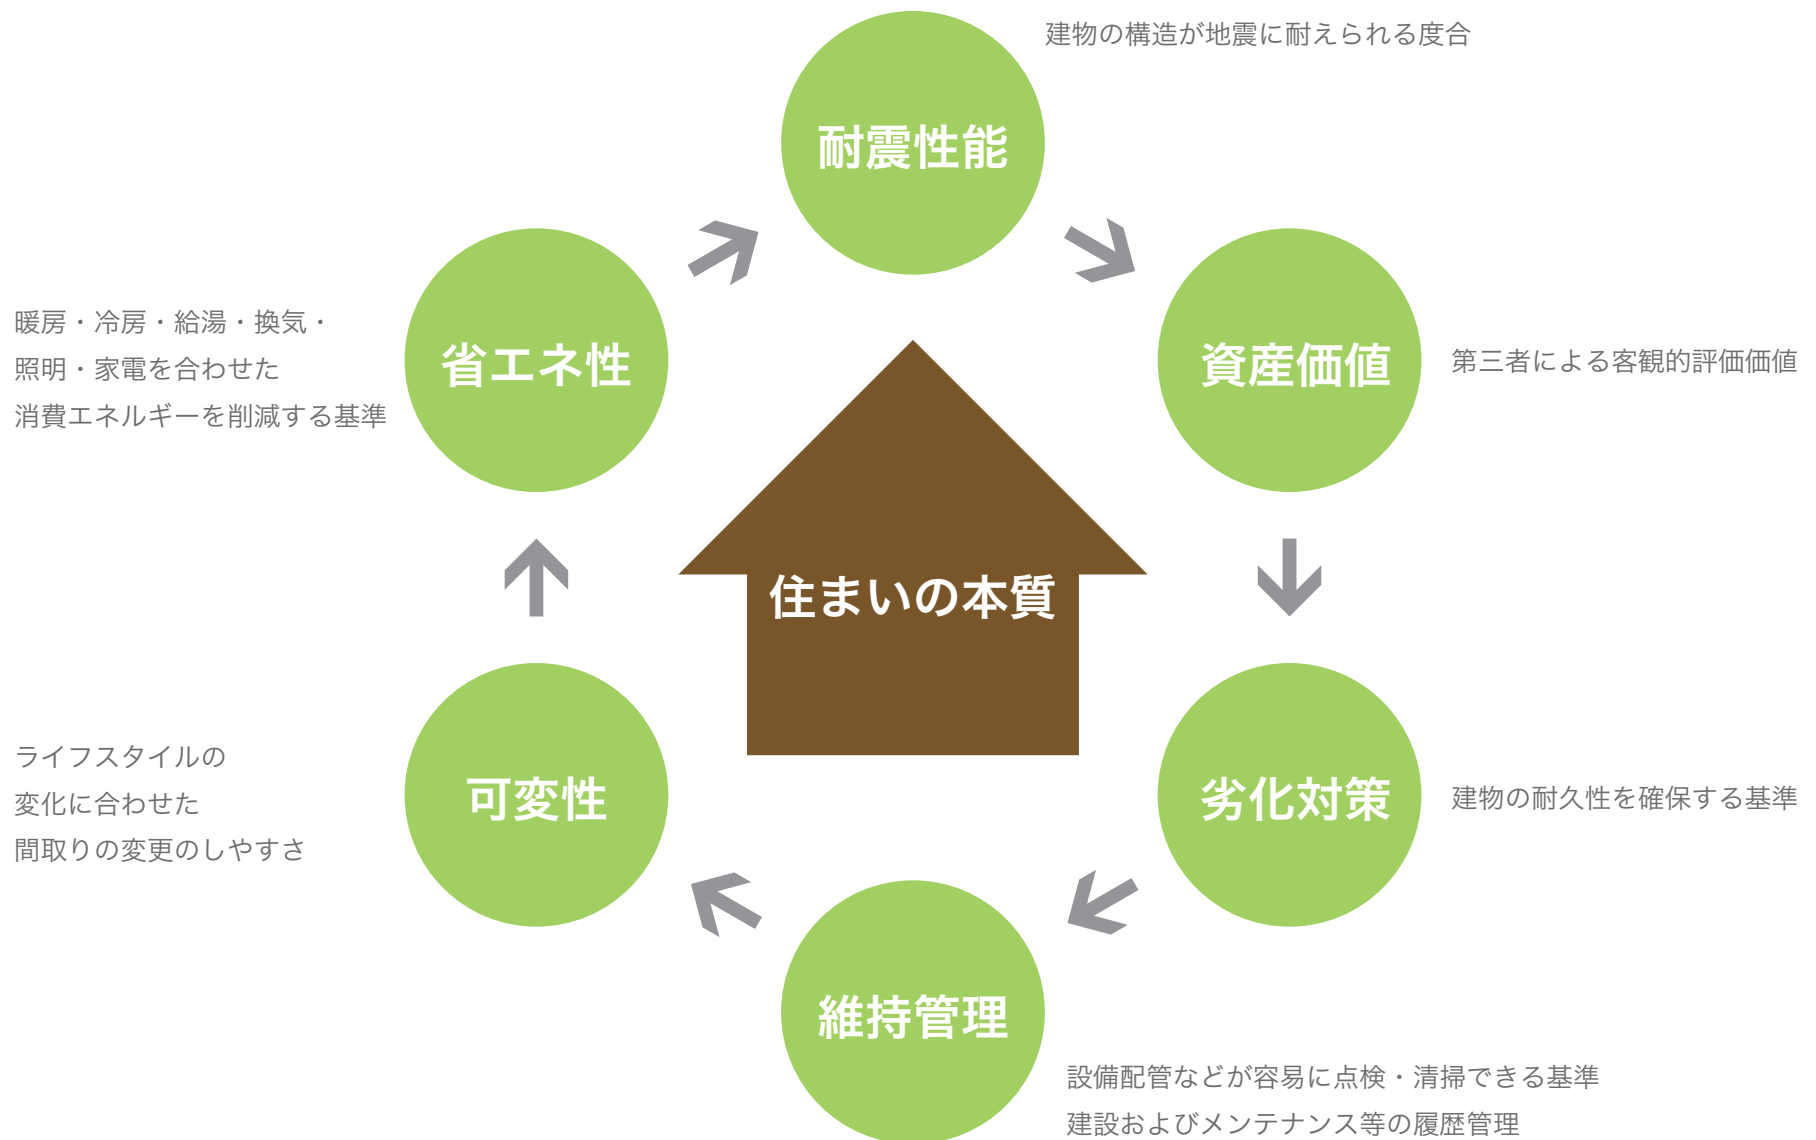 建物の構造が地震に耐えられる度合
耐震性能
資産価値
第三者による客観的評価価値
劣化対策
建物の耐久性を確保する基準
維持管理
設備配管などが容易に点検・清掃できる基準
建設およびメンテナンス等の履歴管理
可変性
ライフスタイルの
変化に合わせた
間取りの変更のしやすさ
省エネ性
暖房・冷房・給湯・換気・
照明・家電を合わせた
消費エネルギーを削減する基準
住まいの本質